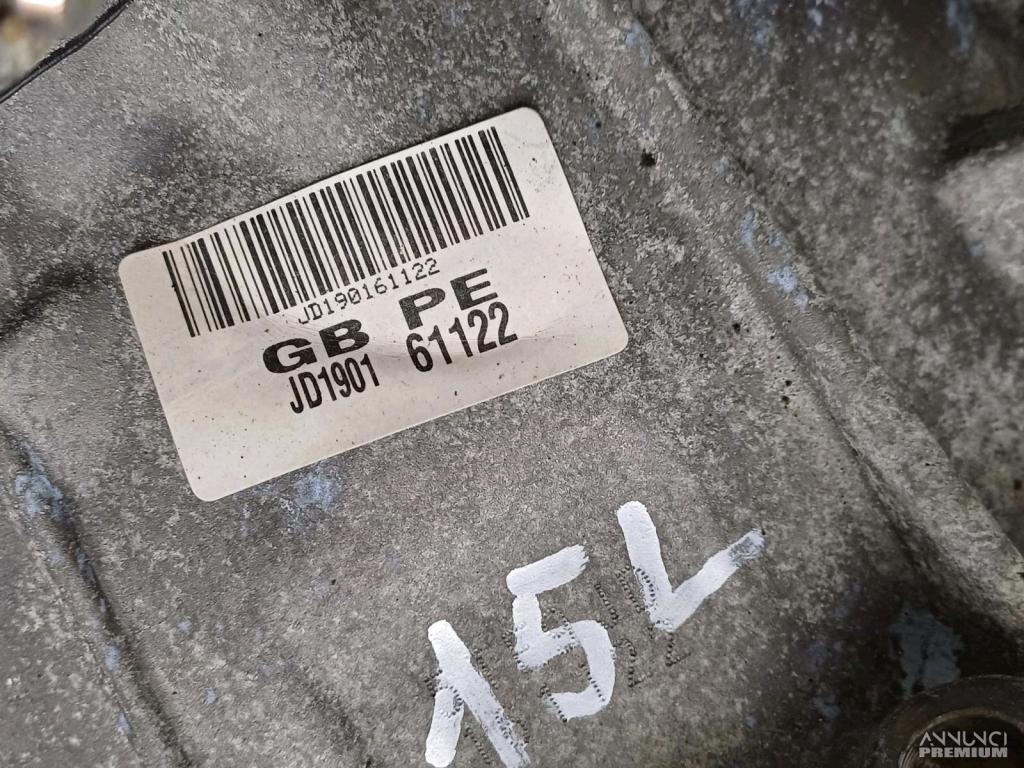 JD190161122
GB PE
JD1901 61122
15L
ANNUNCI
PREMIUM